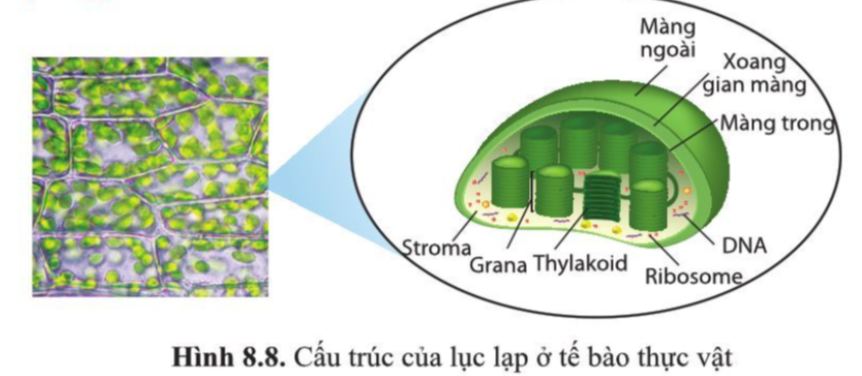 Màng
ngoài
Xoang
gian màng
Màng trong
Stroma
Grana
Thylakoid
DNA
Ribosome
Hình 8.8. Cấu trúc của lục lạp ở tế bào thực vật